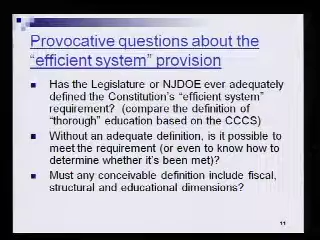 Provocative questions about the
“efficient system” provision
Has the Legislature or NJDOE ever adequately
defined the Constitution's “efficient system”
requirement? (compare the definition of
“thorough” education based on the CCCS)
Without an adequate definition, is it possible to
meet the requirement (or even to know how to
determine whether it's been met)?
Must any conceivable definition include fiscal,
structural and educational dimensions?
11